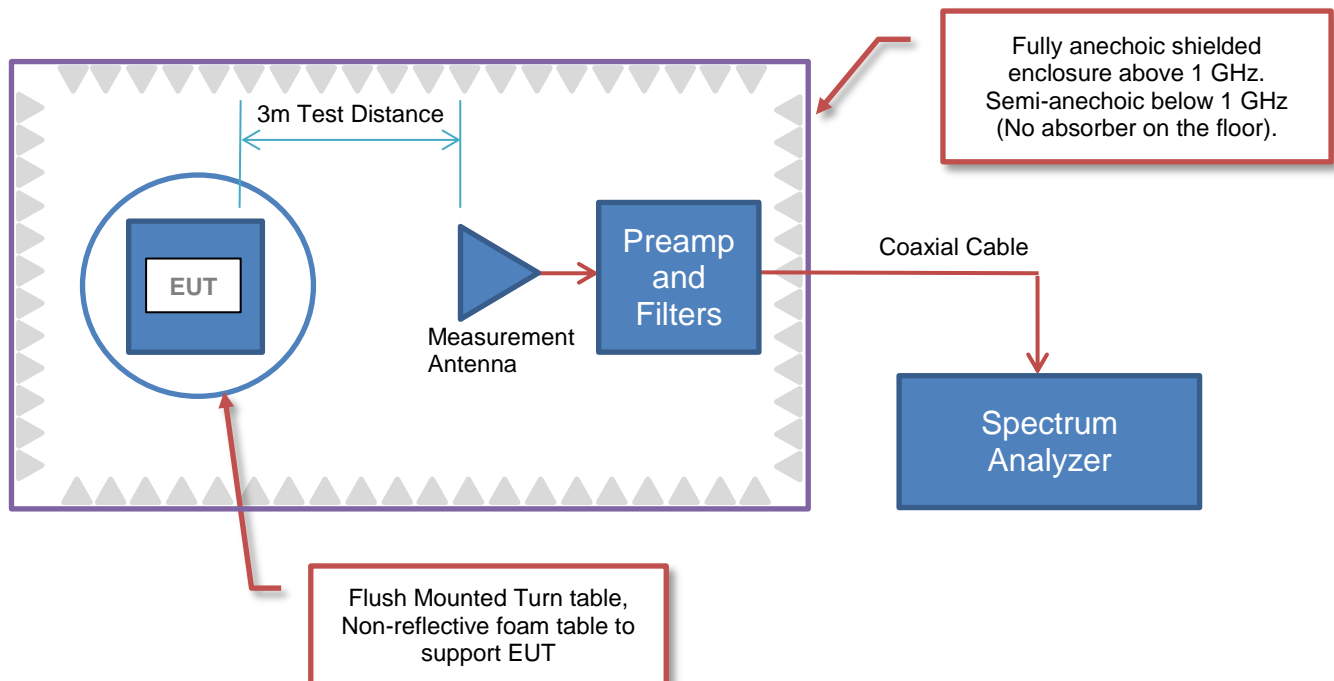 Fully anechoic shielded
enclosure above 1 GHz.
Semi-anechoic below 1 GHz
(No absorber on the floor).
3m Test Distance
EUT
Preamp
and
Filters
Coaxial Cable
Measurement
Antenna
Spectrum
Analyzer
Flush Mounted Turn table,
Non-reflective foam table to
support EUT